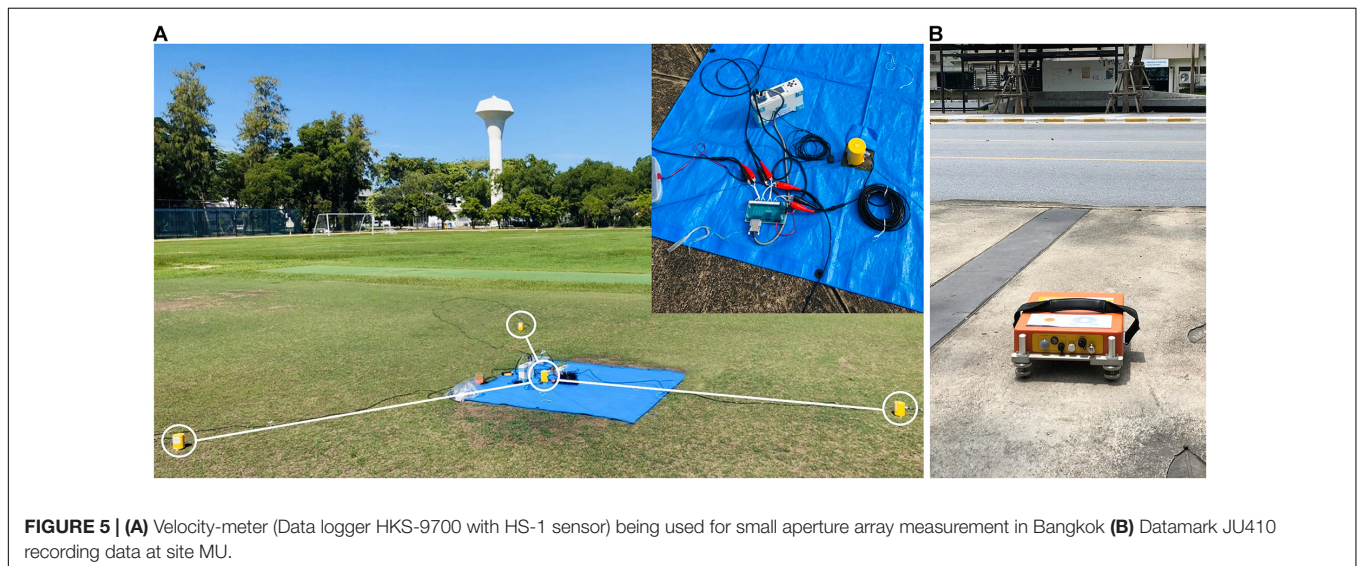 A
B
FIGURE 5 | (A) Velocity-meter (Data logger HKS-9700 with HS-1 sensor) being used for small aperture array measurement in Bangkok (B) Datamark JU410
recording data at site MU.